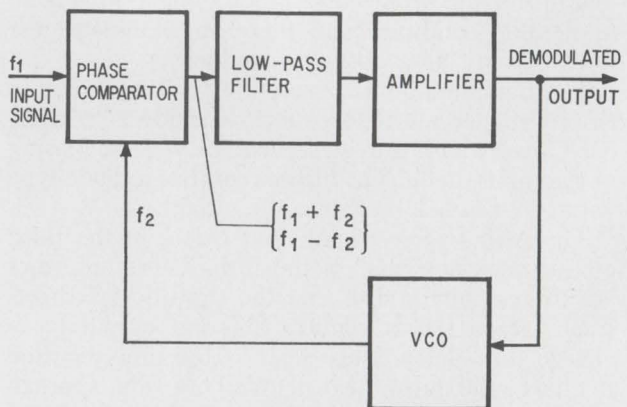 f₁
INPUT
SIGNAL
PHASE
COMPARATOR
LOW-PASS
FILTER
AMPLIFIER
DEMODULATED
OUTPUT
f₂
f₁ + f₂
f₁ - f₂
VCO